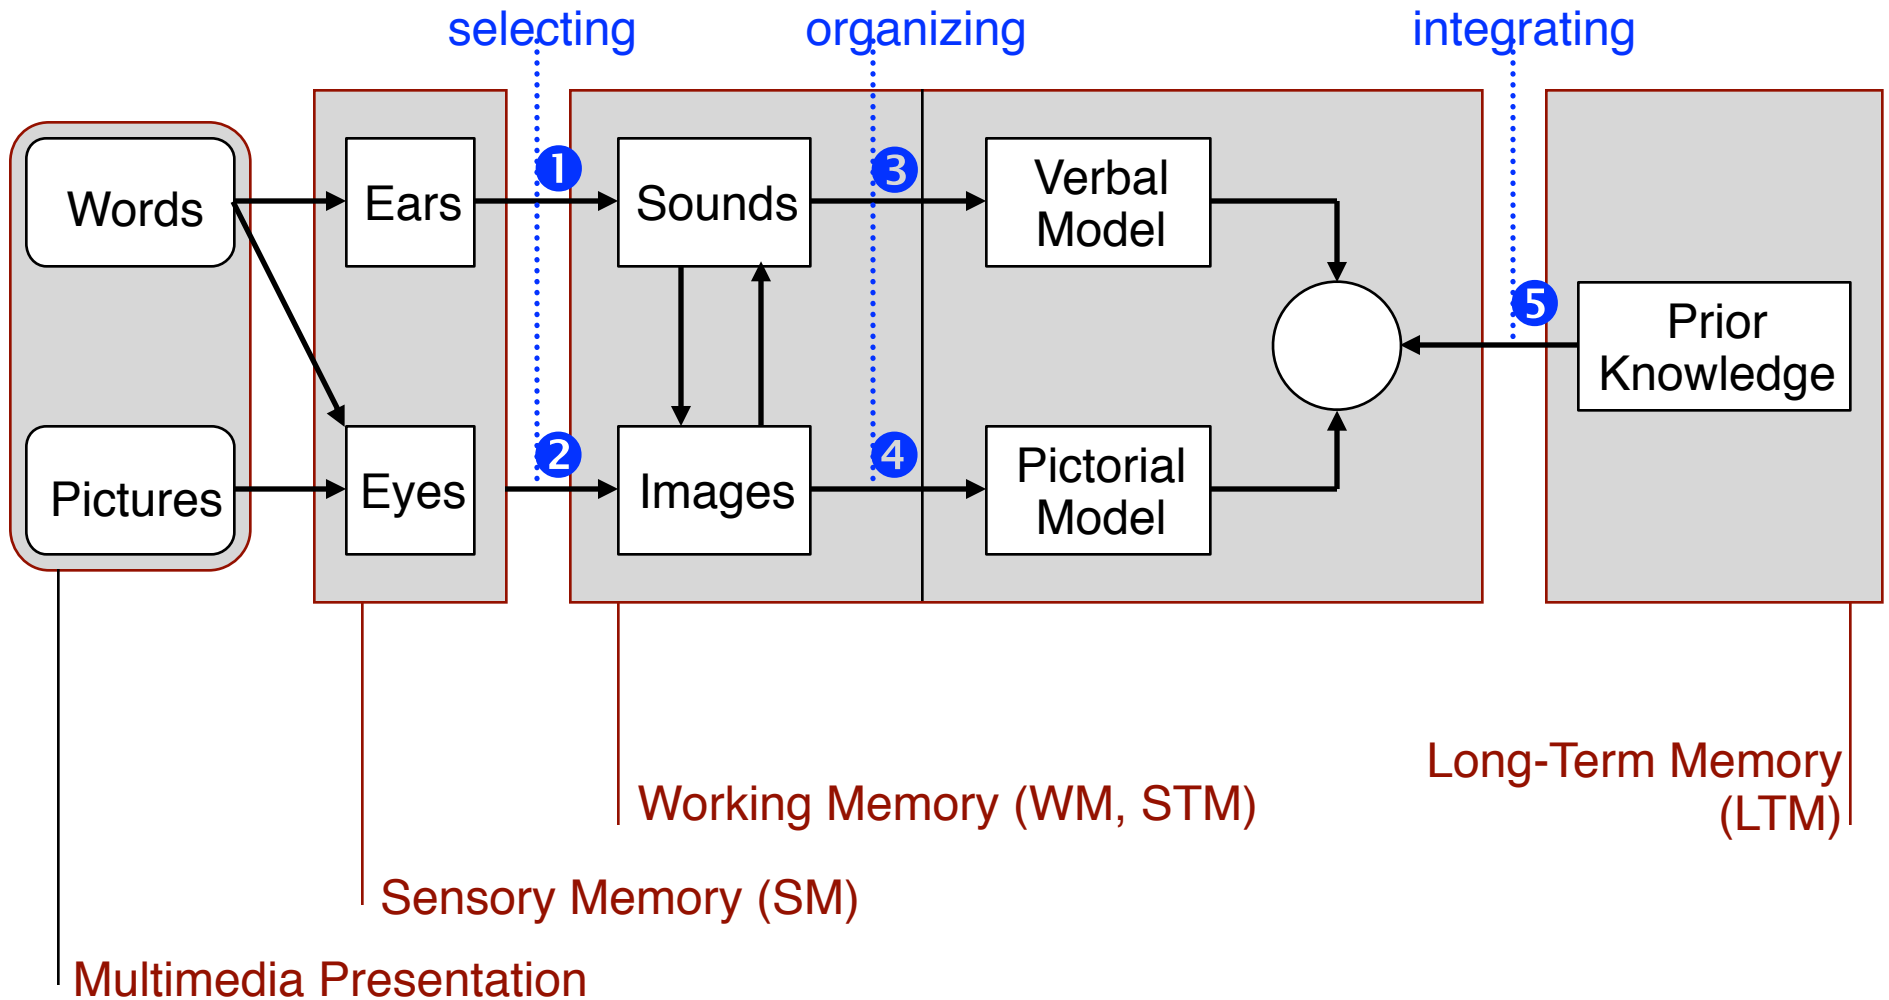 selecting
organizing
integrating
Words
Ears
1
Sounds
3
Verbal
Model
5
Prior
Knowledge
Pictures
Eyes
2
Images
4
Pictorial
Model
Long-Term Memory
(LTM)
Working Memory (WM, STM)
Sensory Memory (SM)
Multimedia Presentation